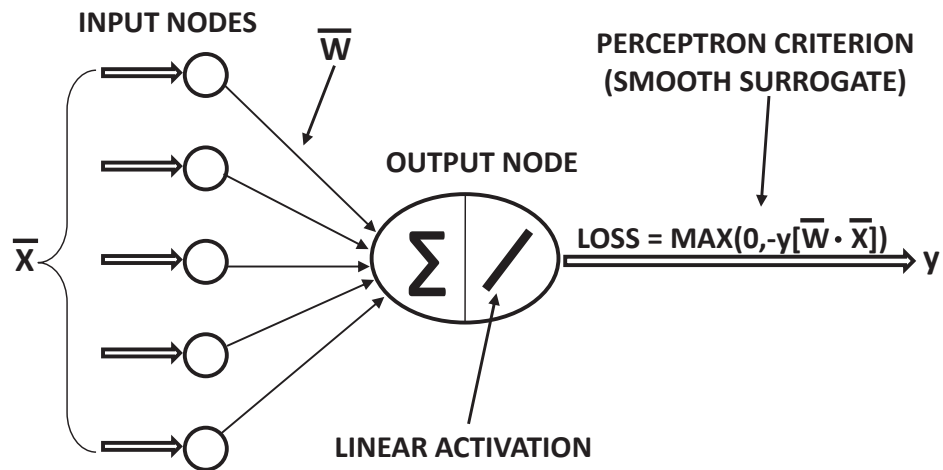 INPUT NODES
W̅
PERCEPTRON CRITERION
(SMOOTH SURROGATE)
OUTPUT NODE
X̅
∑
LOSS = MAX(0,-y[W̅ · X̅])
y
LINEAR ACTIVATION